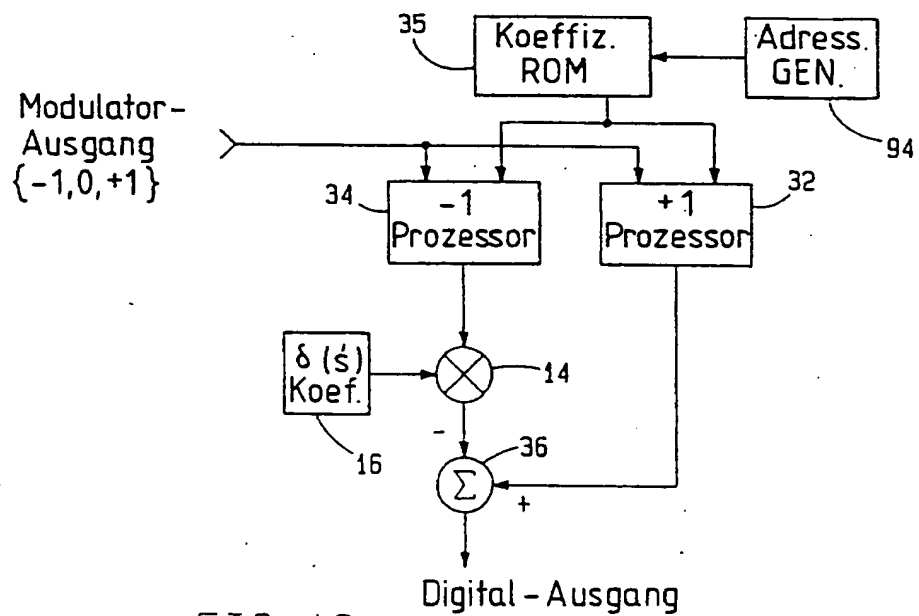 35
Koeffiz.
ROM
Adress.
GEN.
94
Modulator-
Ausgang
{-1,0,+1}
34
-1
Prozessor
+1
Prozessor
32
δ (ś)
Koef.
16
14
-
36
Σ
+
Digital-Ausgang